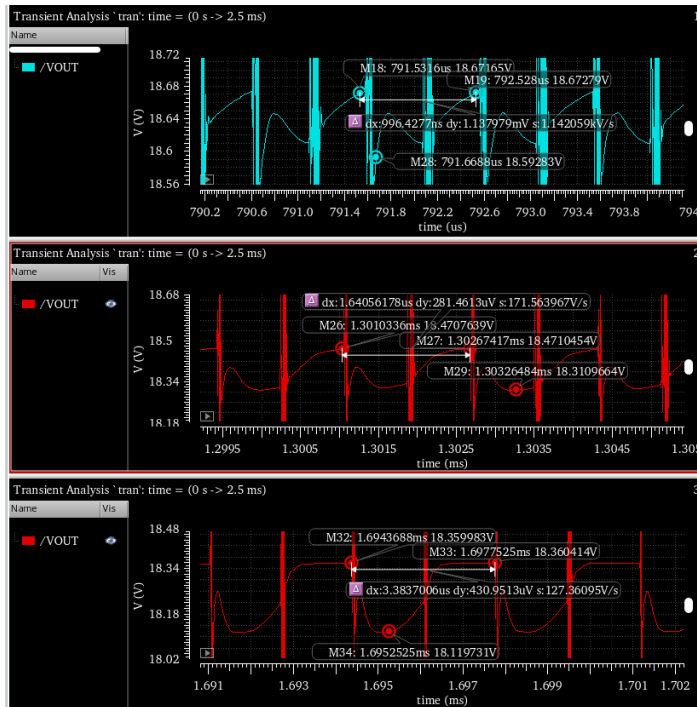 Transient Analysis `tran': time = (0 s -> 2.5 ms)
Name
/VOUT
V (V)
18.72
18.68
18.64
18.6
18.56
M18: 791.5316us 18.67165V
M19: 792.528us 18.67279V
dx:996.4277ns dy:1.137979mV s:1.142059kV/s
M28: 791.6688us 18.59283V
790.2 790.6 791.0 791.4 791.8 792.2 792.6 793.0 793.4 793.8 794
time (us)
Transient Analysis `tran': time = (0 s -> 2.5 ms)
2
Name Vis
/VOUT
V (V)
18.68
18.5
18.34
18.18
dx:1.64056178us dy:281.4613uV s:171.563967V/s
M26: 1.3010336ms 18.4707639V
M27: 1.30267417ms 18.4710454V
M29: 1.30326484ms 18.3109664V
1.2995 1.3005 1.3015 1.3025 1.3035 1.3045
time (ms)
Transient Analysis `tran': time = (0 s -> 2.5 ms)
Name Vis
/VOUT
V (V)
18.48
18.34
18.18
18.02
M32: 1.6943688ms 18.359983V
M33: 1.6977525ms 18.360414V
dx:3.3837006us dy:430.9513uV s:127.36095V/s
M34: 1.6952525ms 18.119731V
1.691 1.693 1.695 1.697 1.699 1.701 1.702
time (ms)